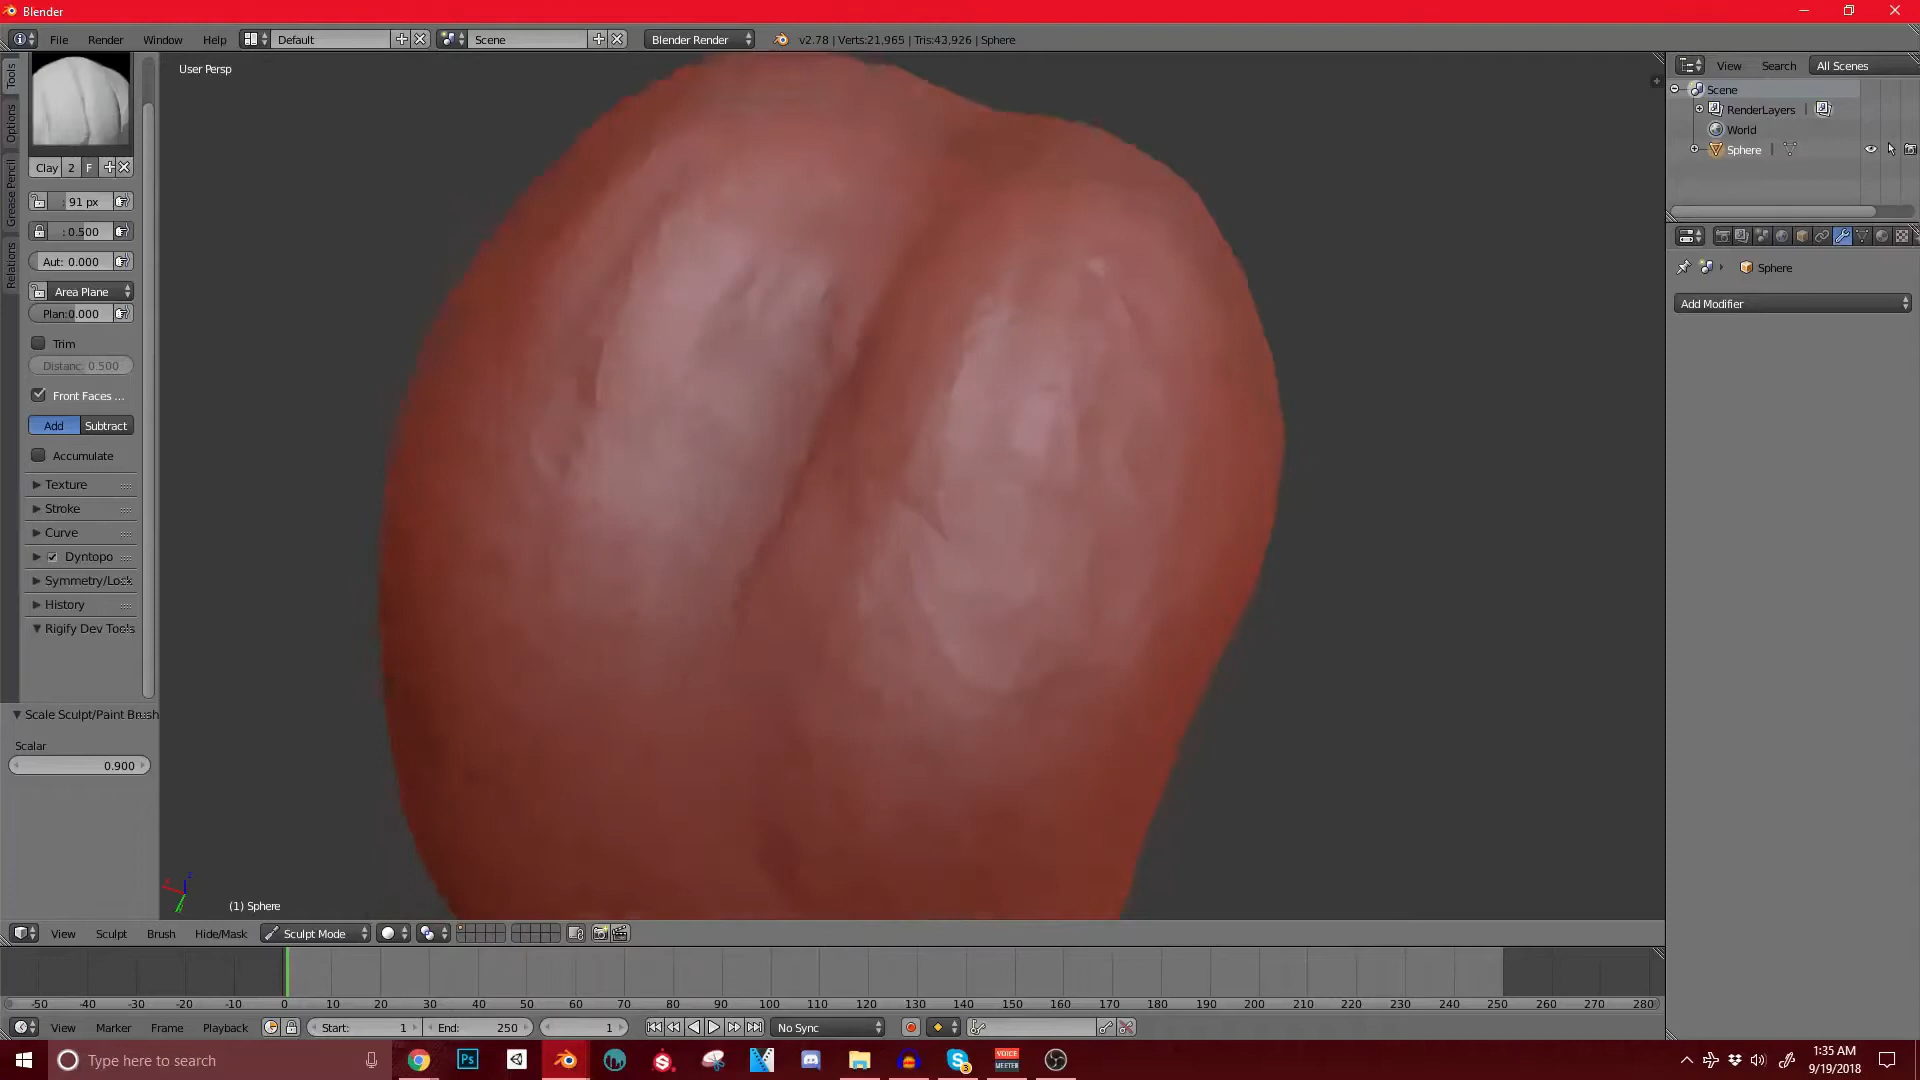 Blender
File Render Window Help Default Scene Blender Render v2.78 | Verts:21,965 | Tris:43,926 | Sphere
Tools
Options
Grease Pencil
Relations
User Persp
Clay 2 F
: 91 px
: 0.500
Aut: 0.000
Area Plane
Plan:0.000
Trim
Distanc: 0.500
Front Faces ...
Add Subtract
Accumulate
Texture
Stroke
Curve
Dyntopo
Symmetry/Lock
History
Rigify Dev Tools
Scale Sculpt/Paint Brush
Scalar
0.900
(1) Sphere
View Search All Scenes
Scene
RenderLayers
World
Sphere
Sphere
Add Modifier
View Sculpt Brush Hide/Mask Sculpt Mode
-50 -40 -30 -20 -10 0 10 20 30 40 50 60 70 80 90 100 110 120 130 140 150 160 170 180 190 200 210 220 230 240 250 260 270 280
View Marker Frame Playback Start: 1 End: 250 1 No Sync
Type here to search
Ps
VOICE
MEETER
3
1:35 AM
9/19/2018